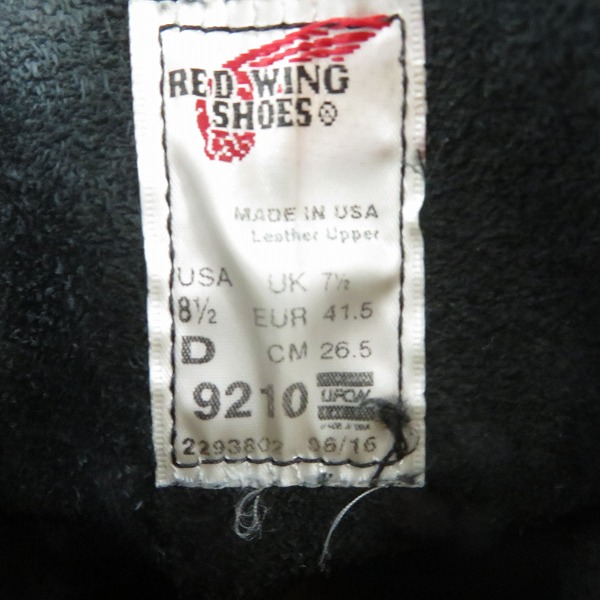 RED WING
SHOES
MADE IN USA
Leather Upper
USA UK 7½
8½ EUR 41.5
D CM 26.5
9210
06/16